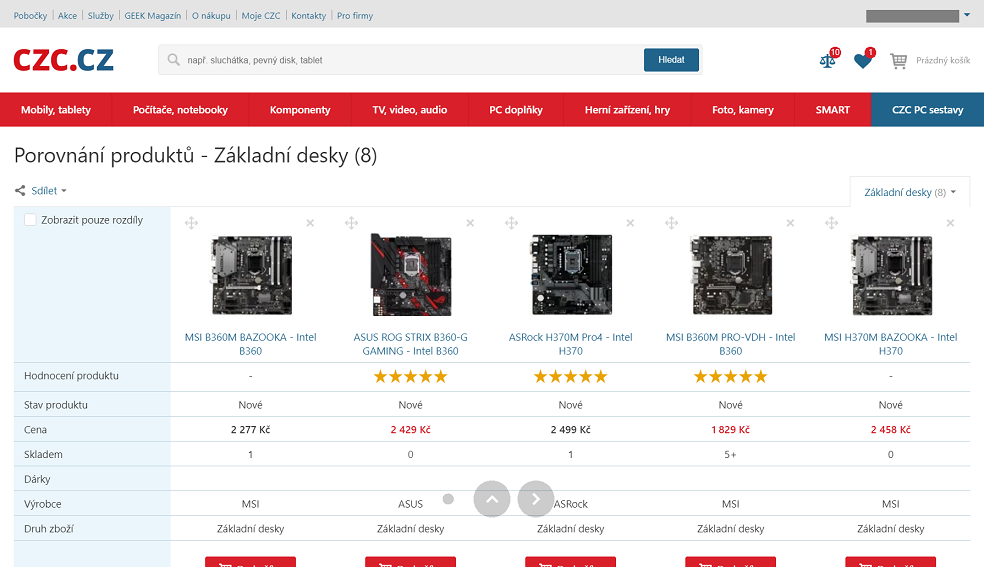 Pobočky Akce Služby GEEK Magazín O nákupu Moje CZC Kontakty Pro firmy
CZC.CZ
např. sluchátka, pevný disk, tablet
Hledat
10
1
Prázdný košík
Mobily, tablety Počítače, notebooky Komponenty TV, video, audio PC doplňky Herní zařízení, hry Foto, kamery SMART CZC PC sestavy
Porovnání produktů - Základní desky (8)
Sdílet
Základní desky (8)
Zobrazit pouze rozdíly
MSI B360M BAZOOKA - Intel B360
ASUS ROG STRIX B360-G GAMING - Intel B360
ASRock H370M Pro4 - Intel H370
MSI B360M PRO-VDH - Intel B360
MSI H370M BAZOOKA - Intel H370
Hodnocení produktu - -
Stav produktu Nové Nové Nové Nové Nové
Cena 2 277 Kč 2 429 Kč 2 499 Kč 1 829 Kč 2 458 Kč
Skladem 1 0 1 5+ 0
Dárky
Výrobce MSI ASUS ASRock MSI MSI
Druh zboží Základní desky Základní desky Základní desky Základní desky Základní desky